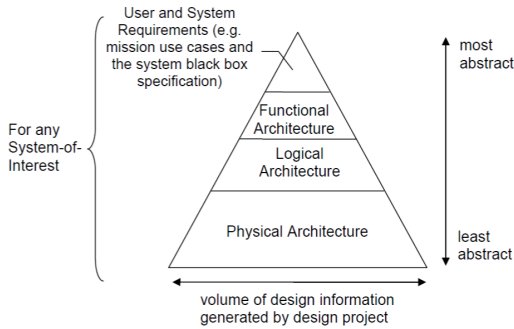 User and System
Requirements (e.g.
mission use cases and
the system black box
specification)
most
abstract
Functional
Architecture
For any
System-of-
Interest
Logical
Architecture
Physical Architecture
least
abstract
volume of design information
generated by design project